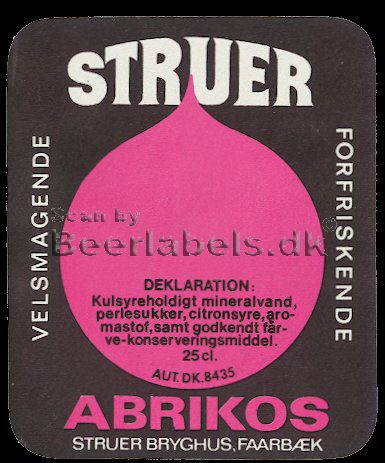 STRUER
VELSMAGENDE
FORFRISKENDE
Scan by
Beerlabels.dk
©
DEKLARATION:
Kulsyreholdigt mineralvand,
perlesukker, citronsyre, aro-
mastof, samt godkendt får-
ve-konserveringsmiddel.
25 cl.
AUT. DK. 8435
ABRIKOS
STRUER BRYGHUS, FAARBÆK